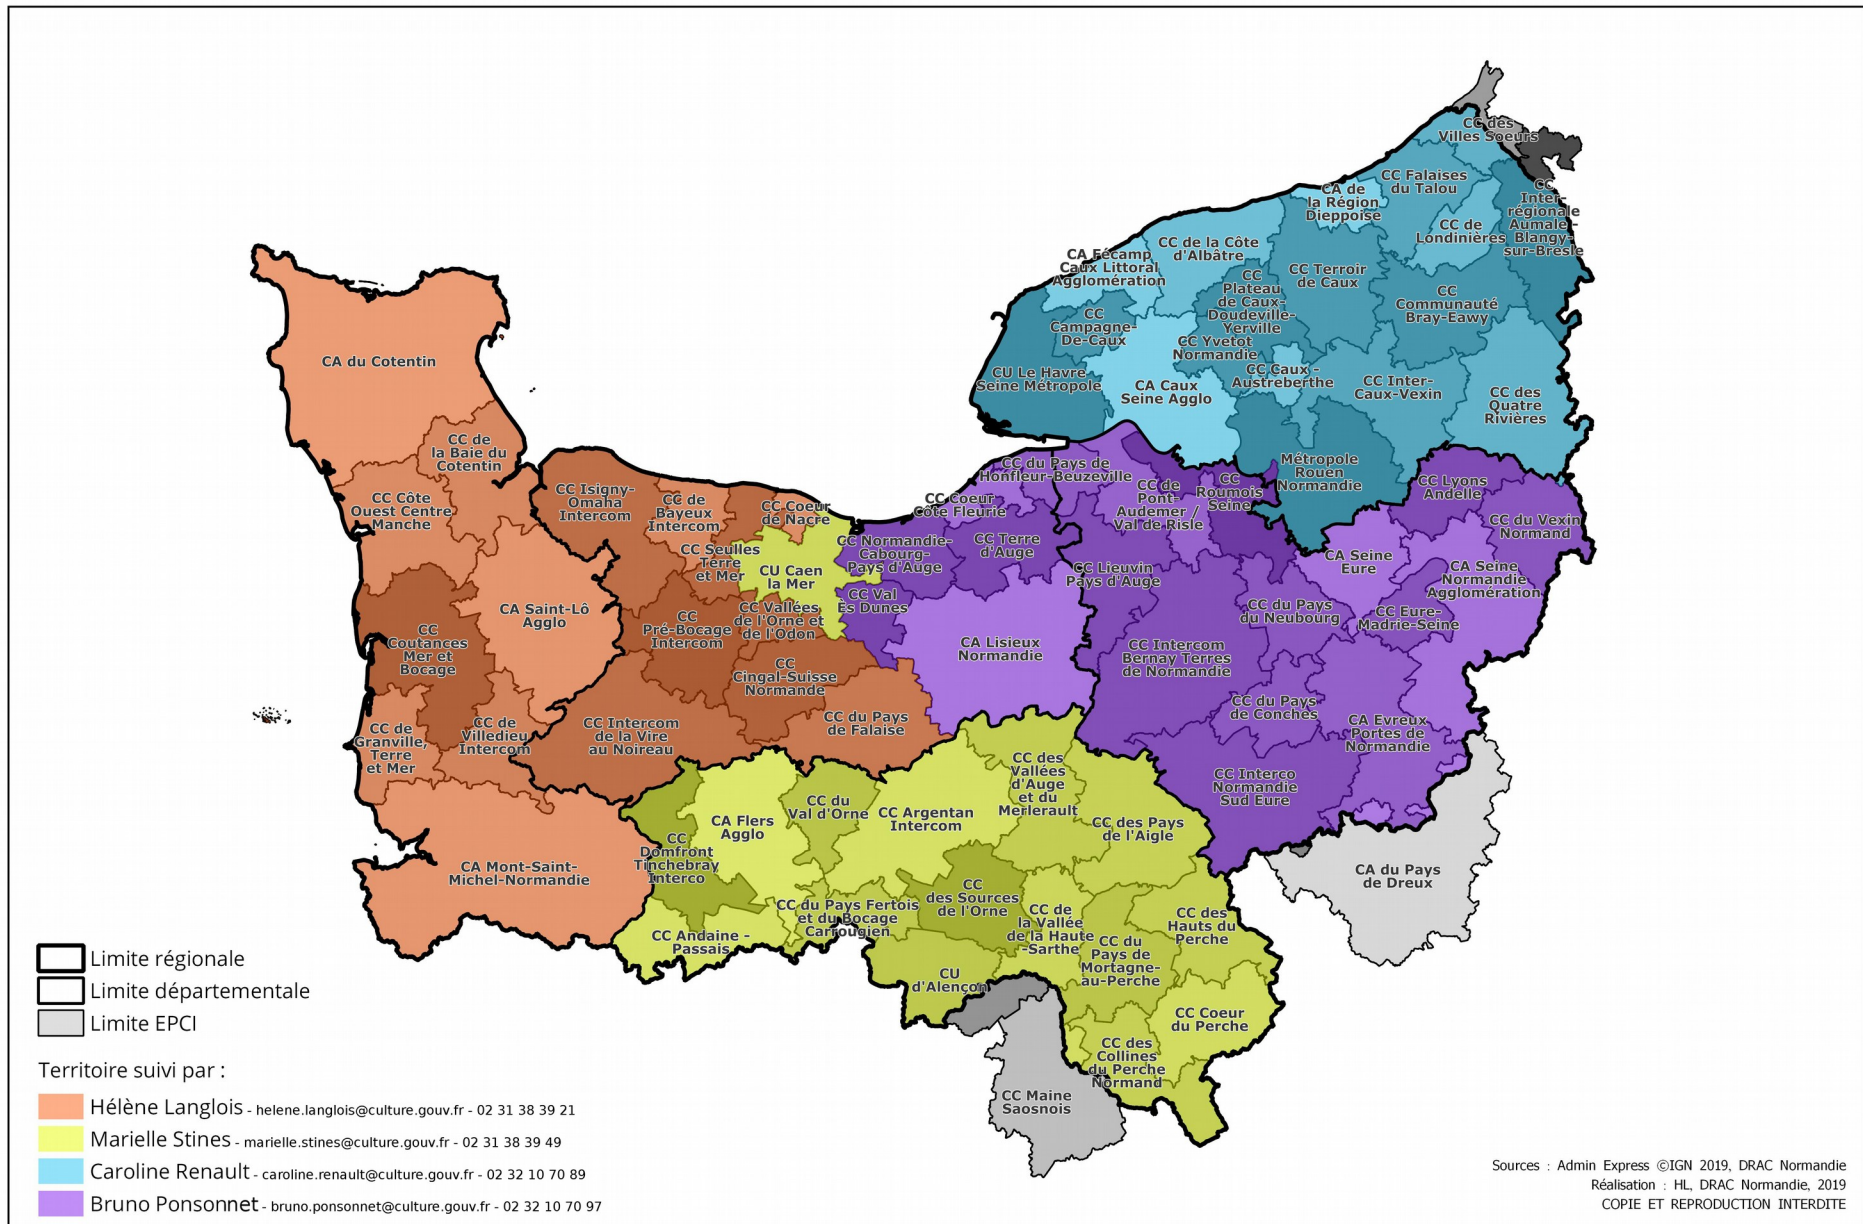 CC des
Villes Soeurs
CC Falaises
du Talou
CA de
la Région
Dieppoise
CC
Inter-
régionale
Aumale -
Blangy-
sur-Bresle
CC de
Londinières
CC de la Côte
d'Albâtre
CA Fécamp
Caux Littoral
Agglomération
CC Terroir
de Caux
CC
Plateau
de Caux-
Doudeville-
Yerville
CC
Communauté
Bray-Eawy
CC
Campagne-
De-Caux
CC Yvetot
Normandie
CU Le Havre
Seine Métropole
CA Caux
Seine Agglo
CC Caux -
Austreberthe
CC Inter-
Caux-Vexin
CC des
Quatre
Rivières
Métropole
Rouen
Normandie
CA du Cotentin
CC de
la Baie du
Cotentin
CC Côte
Ouest Centre
Manche
CC Isigny-
Omaha
Intercom
CC de
Bayeux
Intercom
CC Coeur
de Nacre
CC Seulles
Terre
et Mer
CU Caen
la Mer
CC Coeur
Côte Fleurie
CC du Pays de
Honfleur-Beuzeville
CC Normandie-
Cabourg-
Pays d'Auge
CC Terre
d'Auge
CC de
Pont-
Audemer /
Val de Risle
CC
Roumois
Seine
CC Lyons
Andelle
CC du Vexin
Normand
CA Seine
Eure
CA Seine
Normandie
Agglomération
CC Lieuvin
Pays d'Auge
CC Val
Ès Dunes
CC du Pays
du Neubourg
CC Eure-
Madrie-Seine
CA Saint-Lô
Agglo
CC
Pré-Bocage
Intercom
CC Vallées
de l'Orne et
de l'Odon
CA Lisieux
Normandie
CC Intercom
Bernay Terres
de Normandie
CC
Coutances
Mer et
Bocage
CC
Cingal-Suisse
Normande
CC du Pays
de Conches
CA Evreux
Portes de
Normandie
CC de
Granville,
Terre
et Mer
CC de
Villedieu
Intercom
CC Intercom
de la Vire
au Noireau
CC du Pays
de Falaise
CC Interco
Normandie
Sud Eure
CC des
Vallées
d'Auge
et du
Merlerault
CC du
Val d'Orne
CC Argentan
Intercom
CA Flers
Agglo
CC des Pays
de l'Aigle
CC
Domfront
Tinchebray
Interco
CA Mont-Saint-
Michel-Normandie
CA du Pays
de Dreux
CC
des Sources
de l'Orne
CC du Pays Fertois
et du Bocage
Carrougien
CC de
la Vallée
de la Haute
-Sarthe
CC des
Hauts du
Perche
CC Andaine -
Passais
CC du
Pays de
Mortagne-
au-Perche
CU
d'Alençon
CC Coeur
du Perche
CC des
Collines
du Perche
Normand
CC Maine
Saosnois
Limite régionale
Limite départementale
Limite EPCI
Territoire suivi par :
Hélène Langlois - helene.langlois@culture.gouv.fr - 02 31 38 39 21
Marielle Stines - marielle.stines@culture.gouv.fr - 02 31 38 39 49
Caroline Renault - caroline.renault@culture.gouv.fr - 02 32 10 70 89
Bruno Ponsonnet - bruno.ponsonnet@culture.gouv.fr - 02 32 10 70 97
Sources : Admin Express ©IGN 2019, DRAC Normandie
Réalisation : HL, DRAC Normandie, 2019
COPIE ET REPRODUCTION INTERDITE